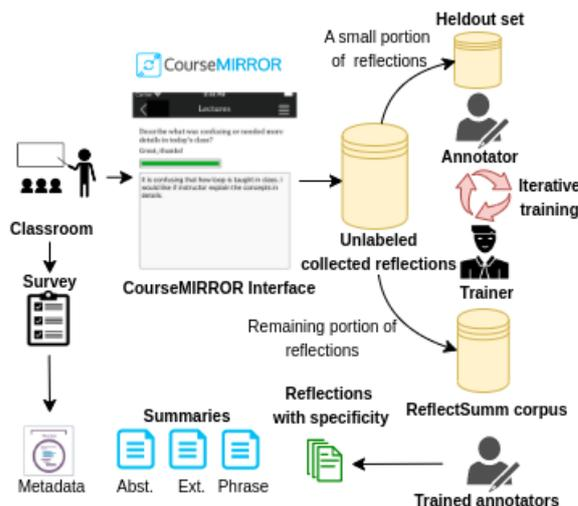 Heldout set
A small portion
of reflections
CourseMIRROR
Lectures
Describe what was confusing or needed more
details in today's class?
Great, thanks!
It is confusing that how loop is taught in class. I
would like if instructor explain the concepts in
details.
Annotator
Iterative
training
Classroom
Unlabeled
collected reflections
Survey
CourseMIRROR Interface
Trainer
Remaining portion of
reflections
Reflections
with specificity
ReflectSumm corpus
Summaries
Metadata
Abst.
Ext.
Phrase
Trained annotators